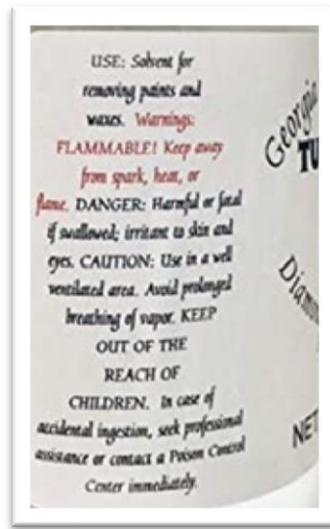 USE: Solvent for
removing paints and
waxes. Warnings:
FLAMMABLE! Keep away
from spark, heat, or
flame. DANGER: Harmful or fatal
if swallowed; irritant to skin and
eyes. CAUTION: Use in a well
ventilated area. Avoid prolonged
breathing of vapor. KEEP
OUT OF THE
REACH OF
CHILDREN. In case of
accidental ingestion, seek professional
assistance or contact a Poison Control
Center immediately.
Georgia
TU
Diamon
NET